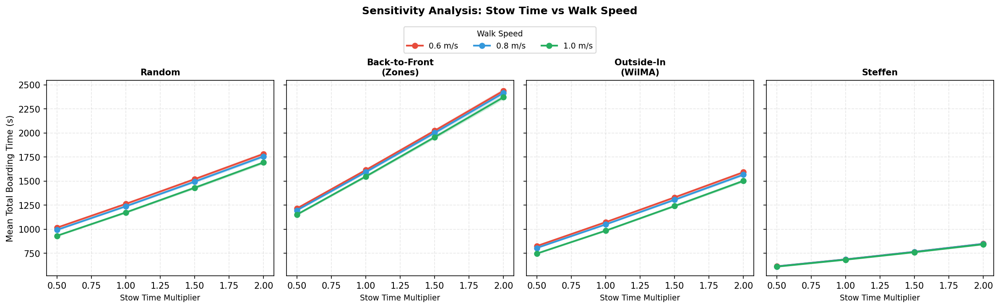 Sensitivity Analysis: Stow Time vs Walk Speed
Walk Speed
0.6 m/s 0.8 m/s 1.0 m/s
Random
Back-to-Front
(Zones)
Outside-In
(WilMA)
Steffen
Mean Total Boarding Time (s)
2500
2250
2000
1750
1500
1250
1000
750
0.50 0.75 1.00 1.25 1.50 1.75 2.00
Stow Time Multiplier
0.50 0.75 1.00 1.25 1.50 1.75 2.00
Stow Time Multiplier
0.50 0.75 1.00 1.25 1.50 1.75 2.00
Stow Time Multiplier
0.50 0.75 1.00 1.25 1.50 1.75 2.00
Stow Time Multiplier